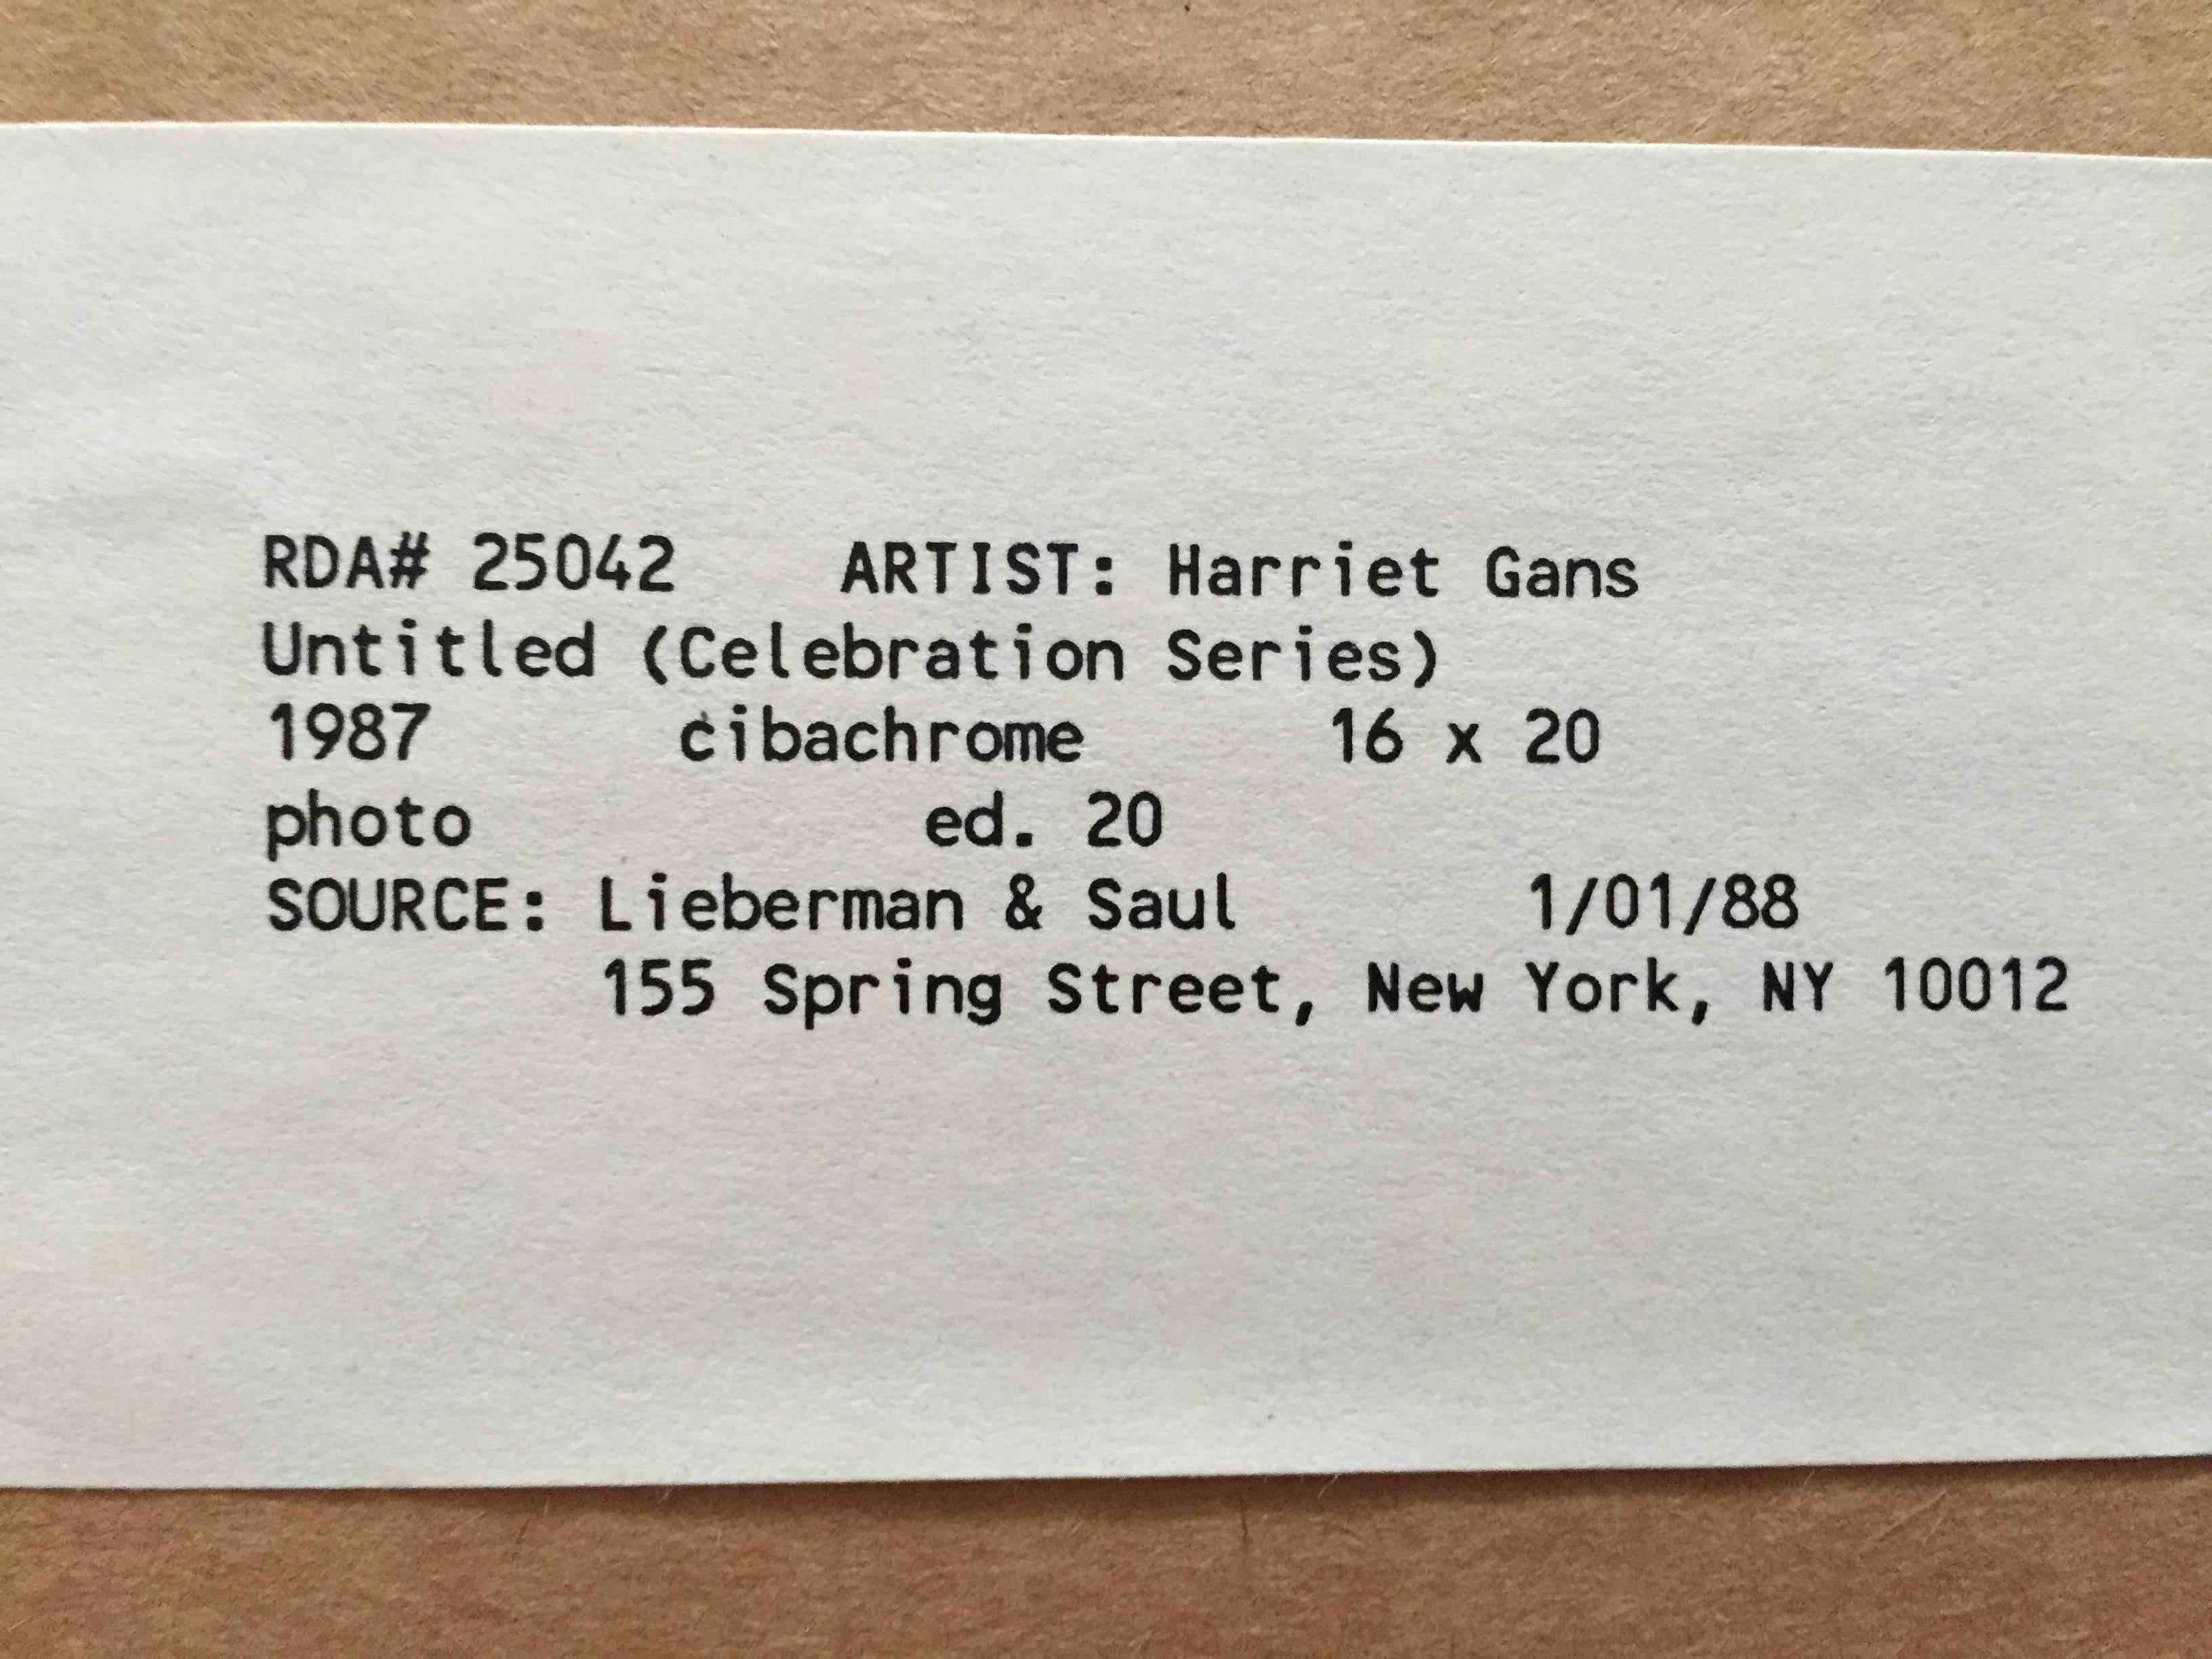 RDA# 25042 ARTIST: Harriet Gans
Untitled (Celebration Series)
1987 cibachrome 16 x 20
photo ed. 20
SOURCE: Lieberman & Saul 1/01/88
155 Spring Street, New York, NY 10012